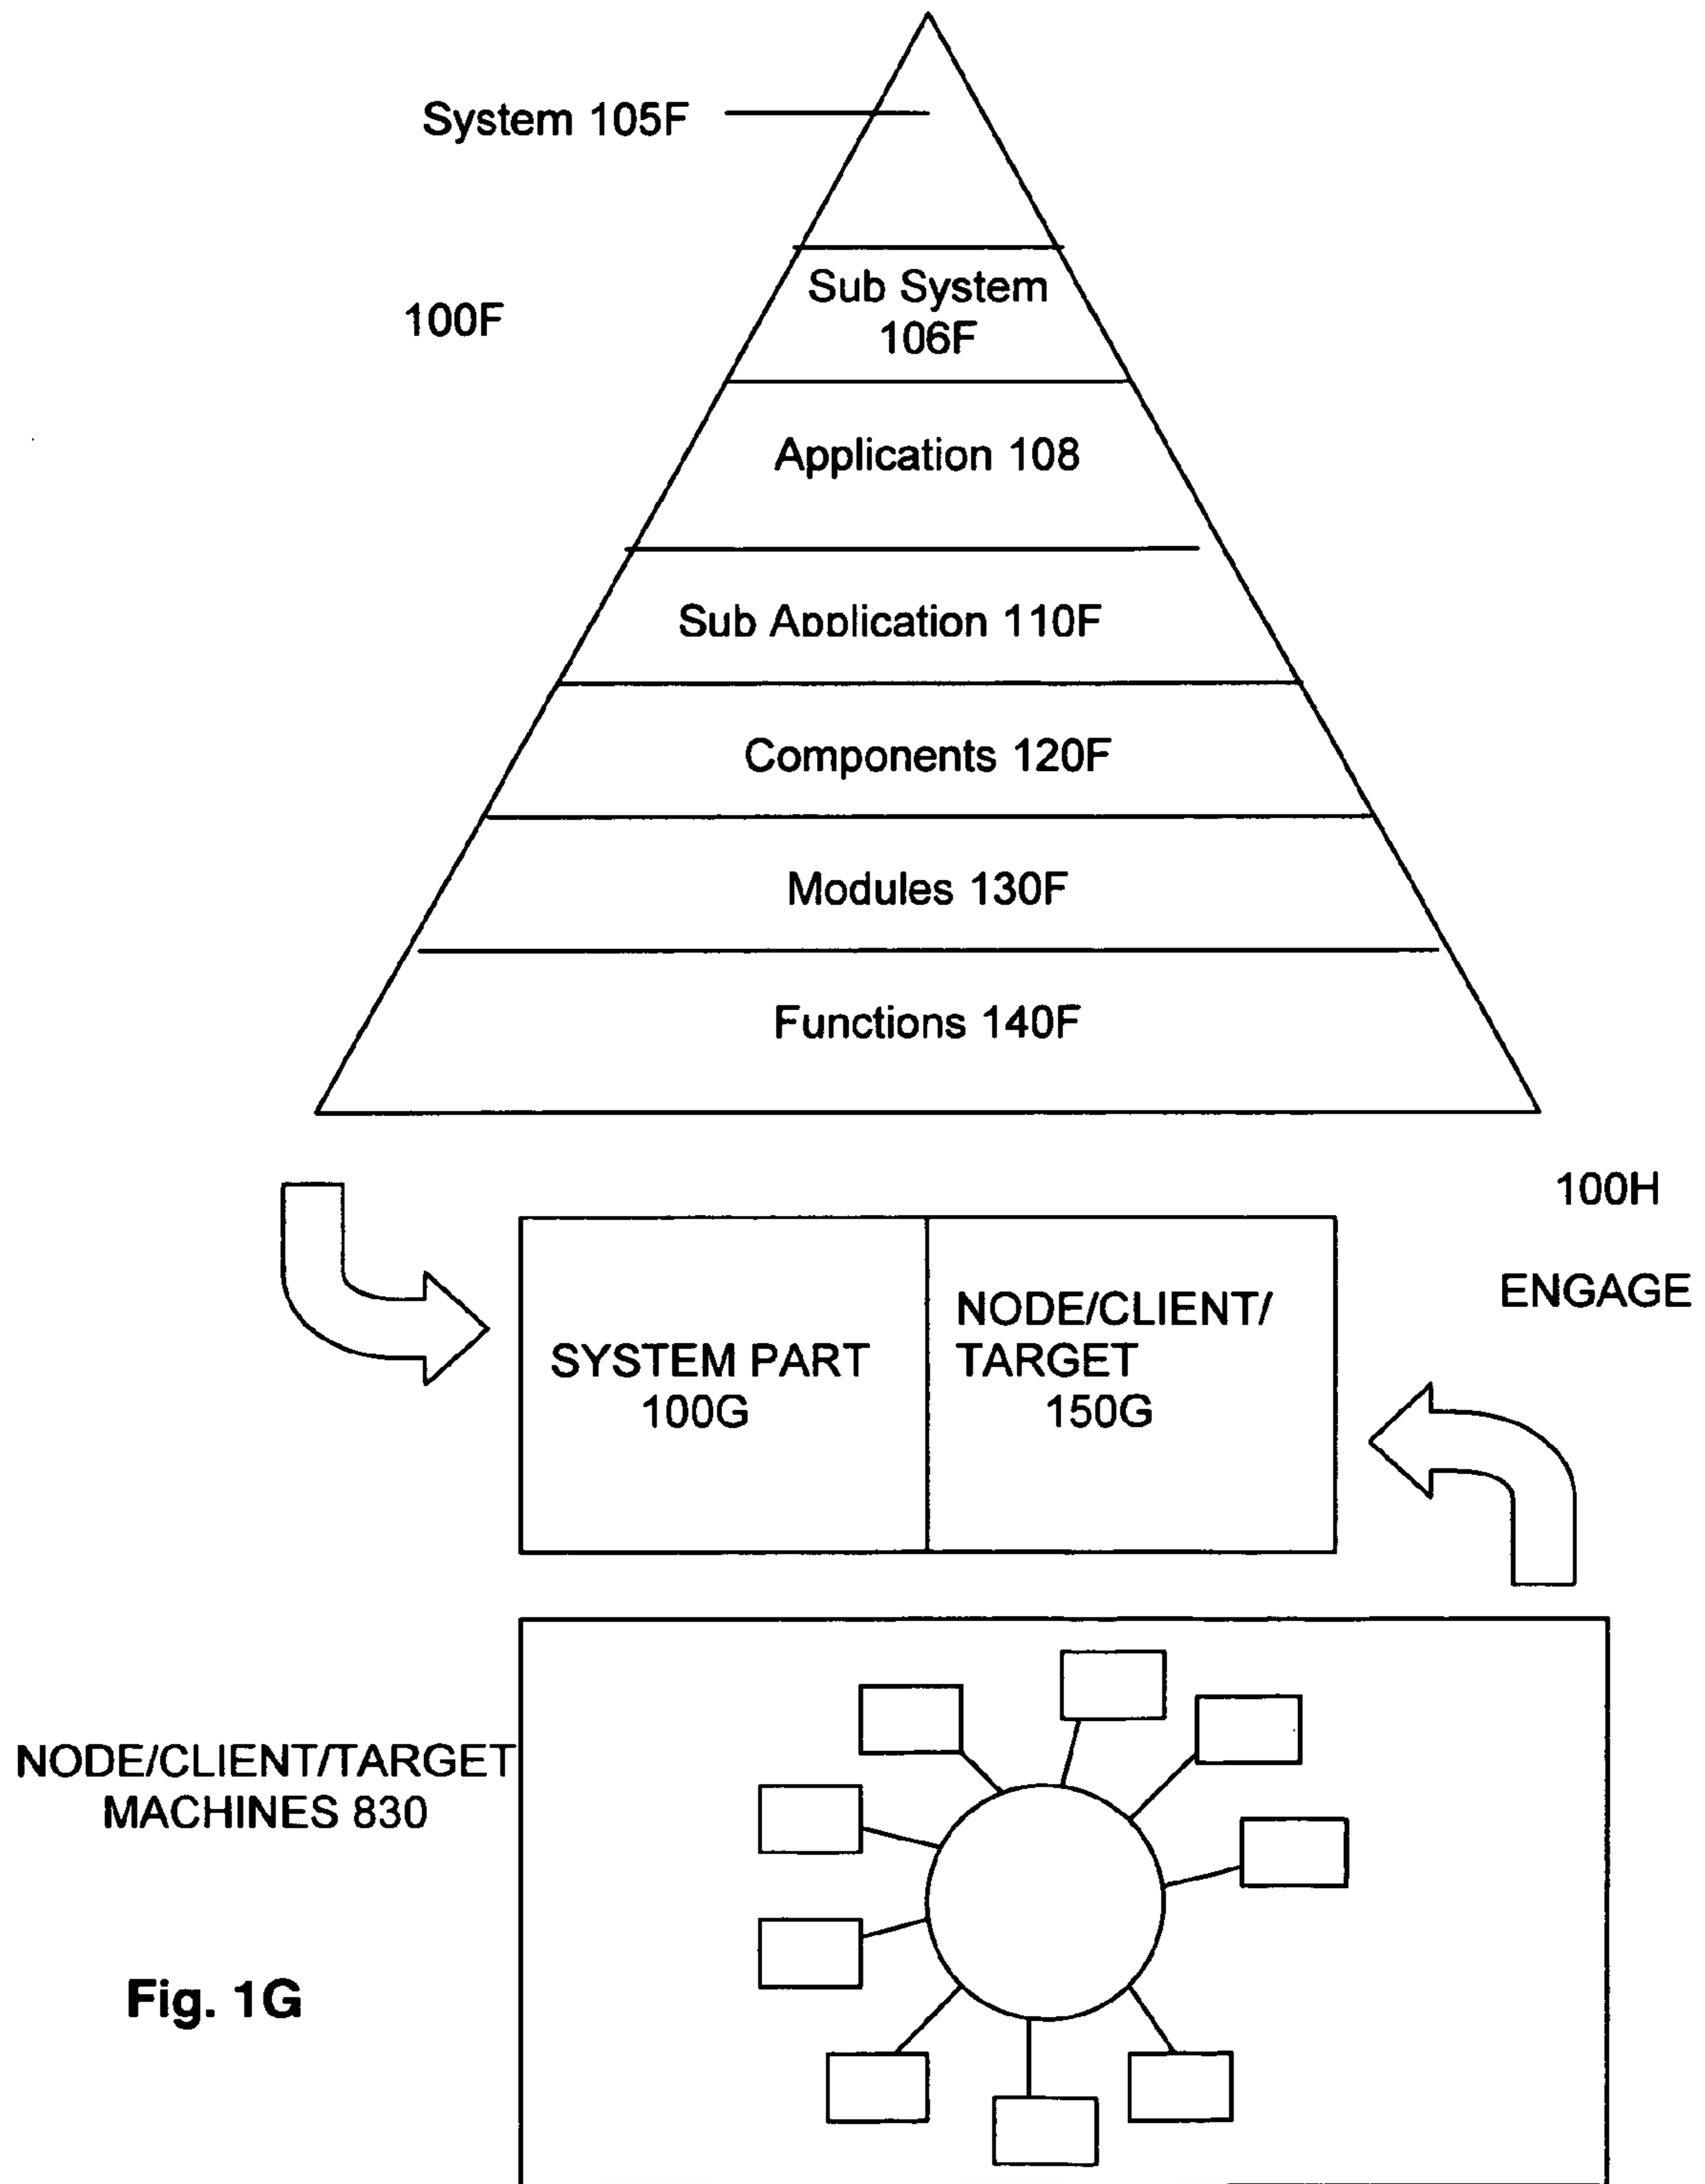 System 105F
100F
Sub System
106F
Application 108
Sub Application 110F
Components 120F
Modules 130F
Functions 140F
100H
ENGAGE
SYSTEM PART
100G
NODE/CLIENT/
TARGET
150G
NODE/CLIENT/TARGET
MACHINES 830
Fig. 1G